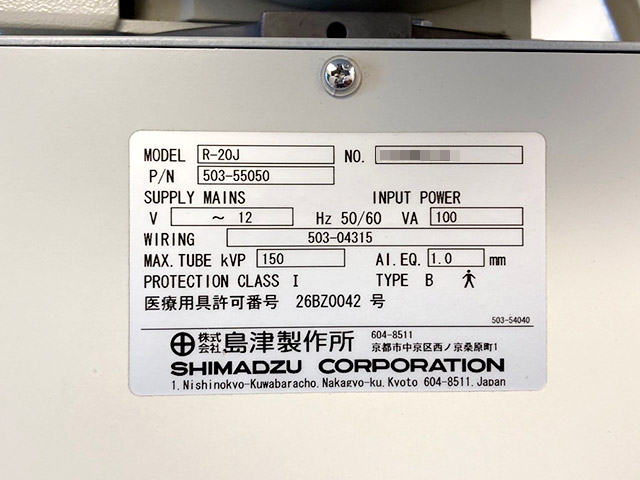 MODEL R-20J NO.
P/N 503-55050
SUPPLY MAINS INPUT POWER
V ～ 12 Hz 50/60 VA 100
WIRING 503-04315
MAX. TUBE kVP 150 Al.EQ. 1.0 mm
PROTECTION CLASS I TYPE B
医療用具許可番号 26BZ0042 号
503-54040
株式会社 島津製作所 604-8511
京都市中京区西ノ京桑原町1
SHIMADZU CORPORATION
1. Nishinokyo-Kuwabaracho. Nakagyo-ku. Kyoto 604-8511. Japan